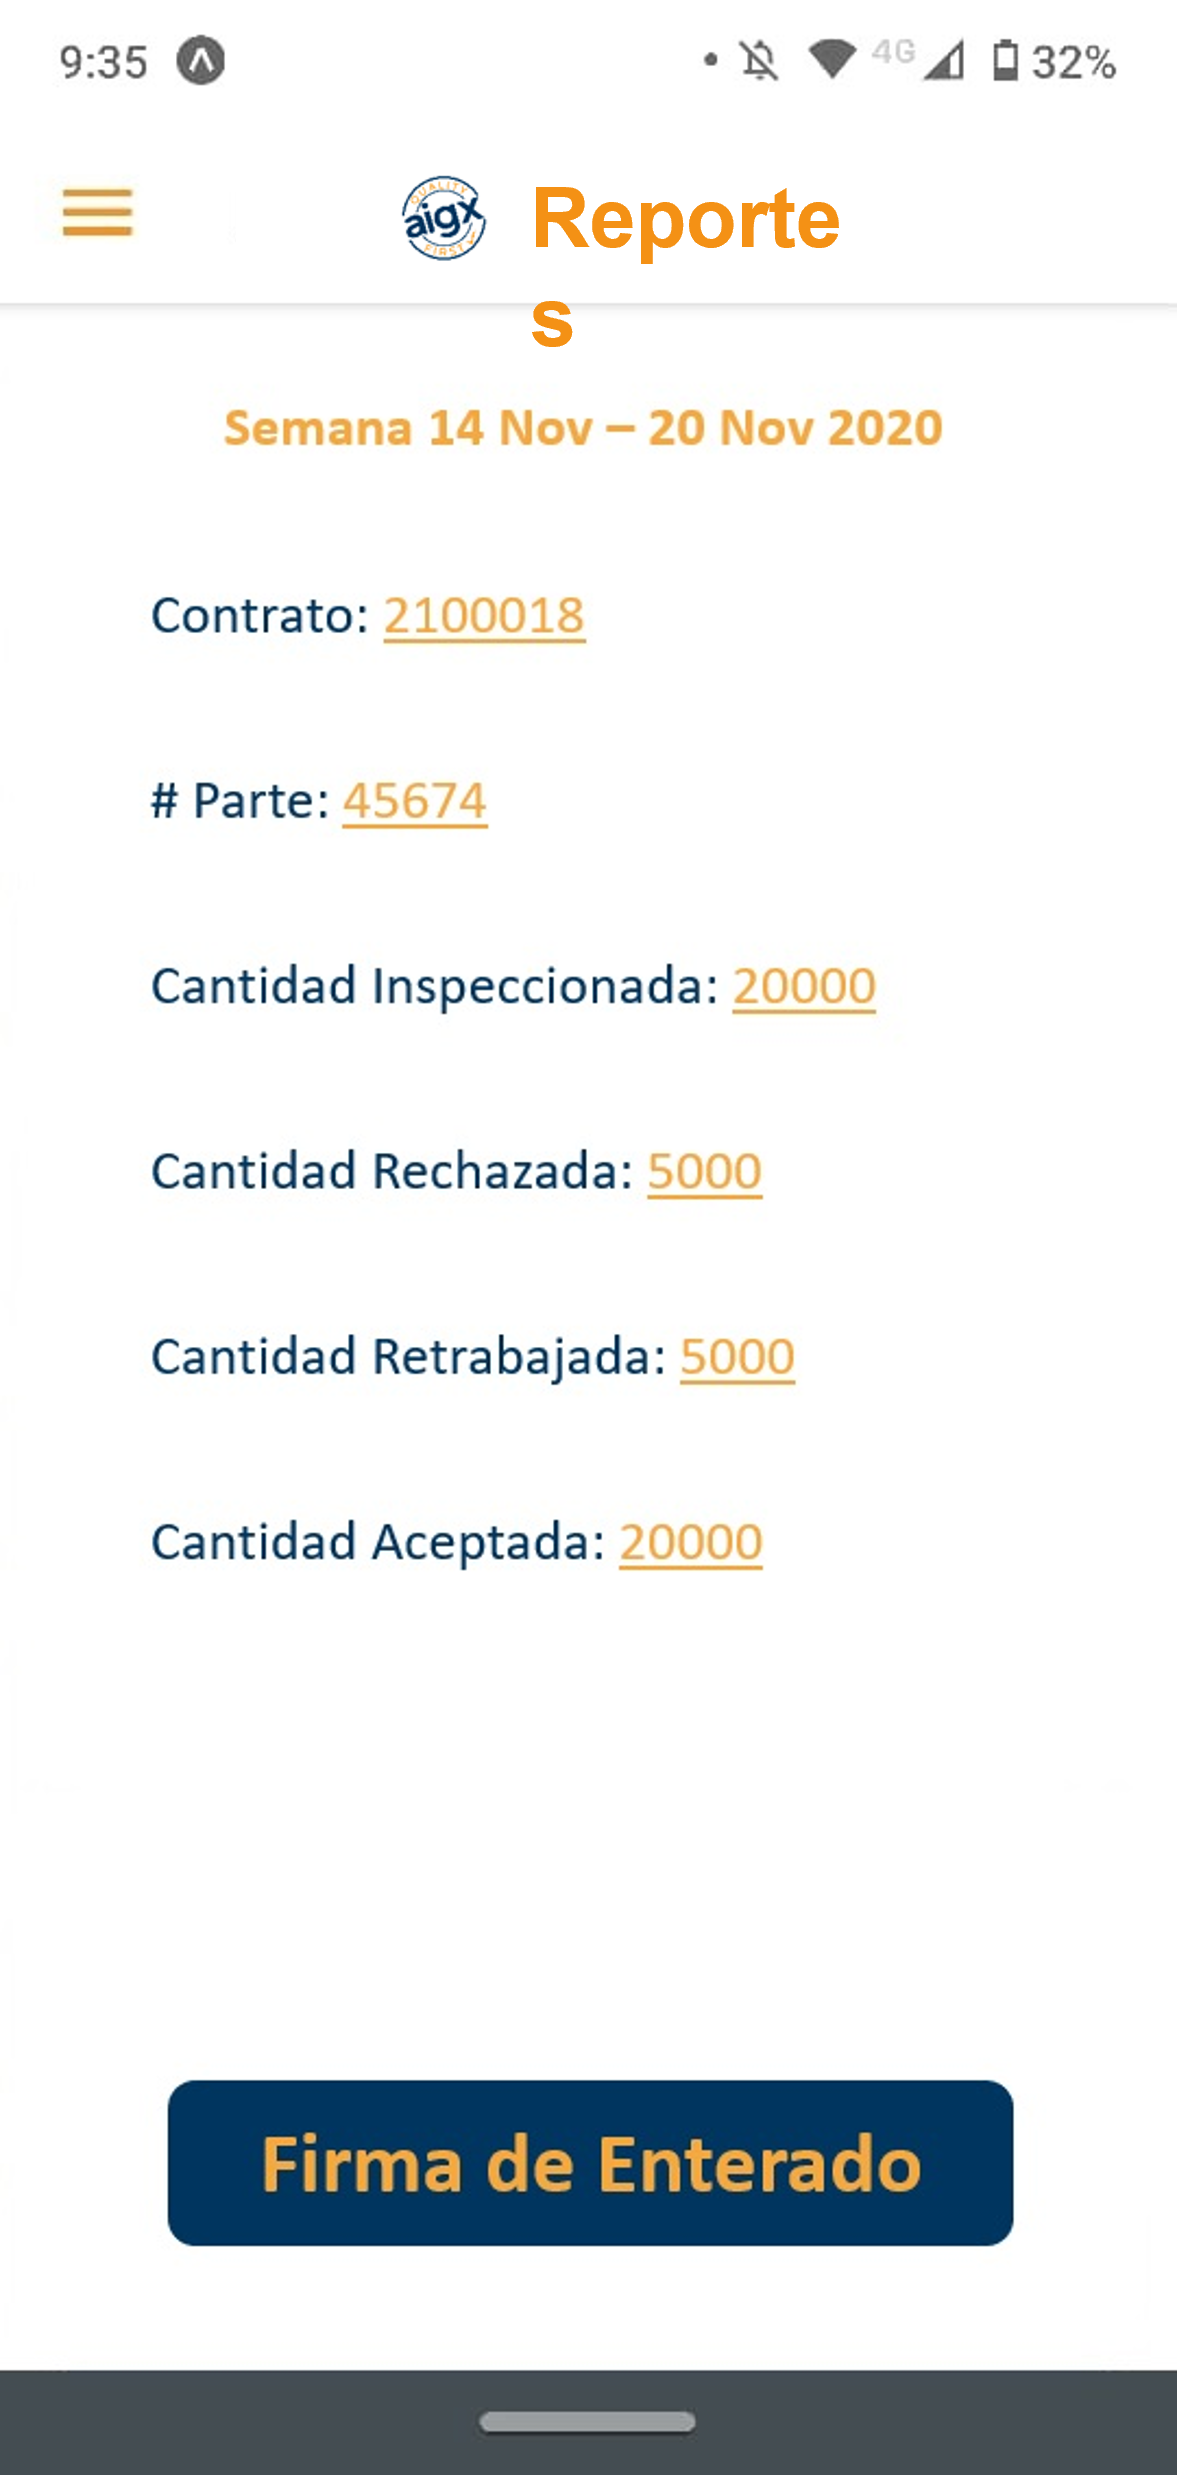 9:35
4G 32%
QUALITY
aigx
FIRST
Reporte
s
Semana 14 Nov – 20 Nov 2020
Contrato: 2100018
# Parte: 45674
Cantidad Inspeccionada: 20000
Cantidad Rechazada: 5000
Cantidad Retrabajada: 5000
Cantidad Aceptada: 20000
Firma de Enterado